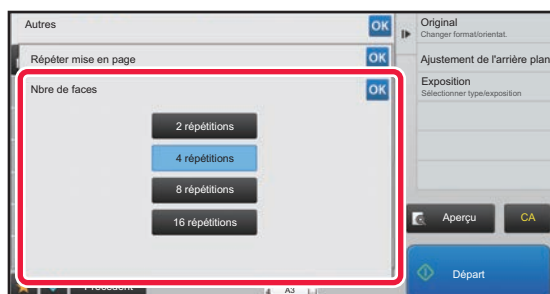 Autres
OK
Répéter mise en page
OK
Nbre de faces
OK
2 répétitions
4 répétitions
8 répétitions
16 répétitions
Original
Changer format/orientat.
Ajustement de l'arrière plan
Exposition
Sélectionner type/exposition
Aperçu
CA
Départ
A3